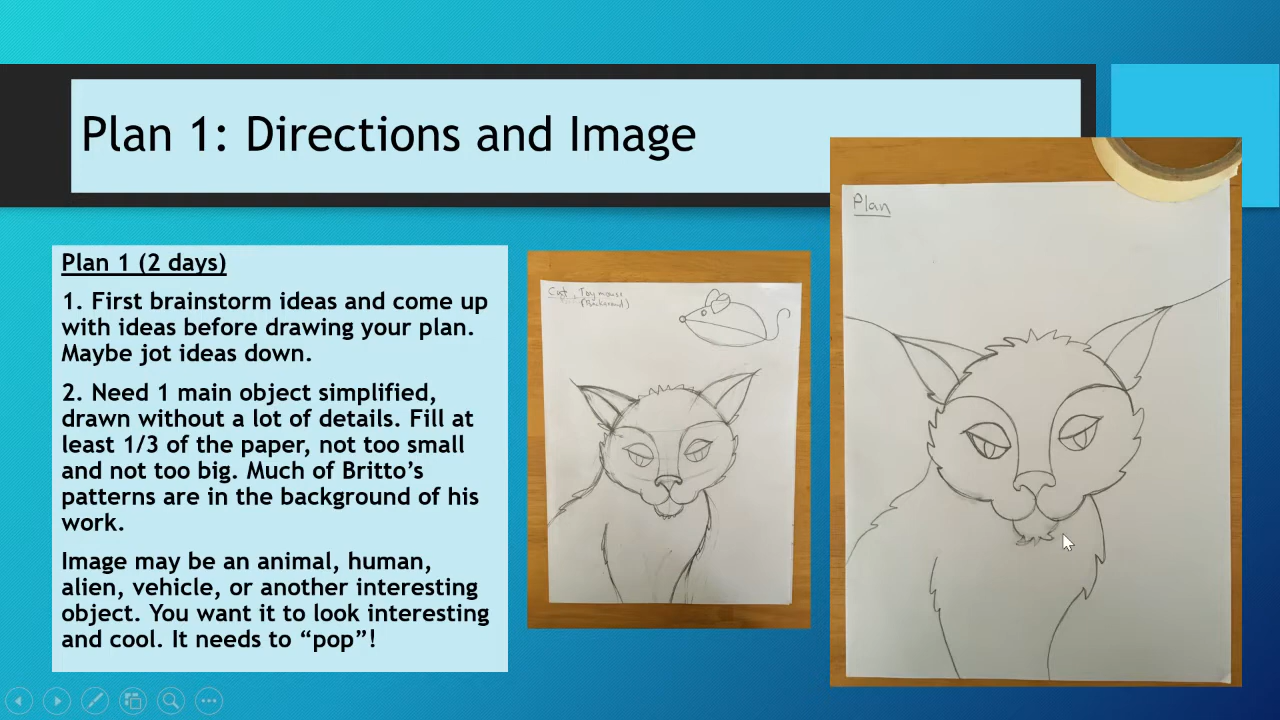 Plan 1: Directions and Image
Plan 1 (2 days)
1. First brainstorm ideas and come up
with ideas before drawing your plan.
Maybe jot ideas down.
2. Need 1 main object simplified,
drawn without a lot of details. Fill at
least 1/3 of the paper, not too small
and not too big. Much of Britto’s
patterns are in the background of his
work.
Image may be an animal, human,
alien, vehicle, or another interesting
object. You want it to look interesting
and cool. It needs to “pop”!
Cat, Toy mouse
(Background)
Plan